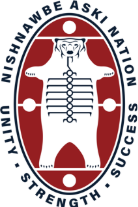 NISHNAWBE ASKI NATION
UNITY • STRENGTH • SUCCESS